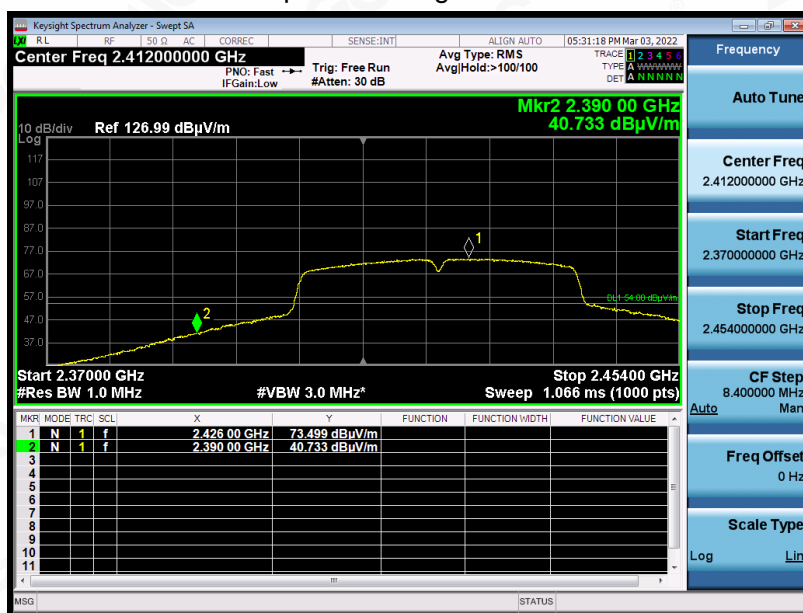 Keysight Spectrum Analyzer - Swept SA
LXI RL RF 50 Ω AC CORREC SENSE:INT ALIGN AUTO 05:31:18 PM Mar 03, 2022
Center Freq 2.412000000 GHz
PNO: Fast
IFGain:Low
Trig: Free Run
#Atten: 30 dB
Avg Type: RMS
Avg|Hold:>100/100
TRACE 1 2 3 4 5 6
TYPE A WWWWW
DET A N N N N N
Mkr2 2.390 00 GHz
40.733 dBµV/m
10 dB/div Ref 126.99 dBµV/m
Log
117
107
97.0
87.0
77.0
67.0
57.0
47.0
37.0
1
2
DL1 54.00 dBµV/m
Start 2.37000 GHz Stop 2.45400 GHz
#Res BW 1.0 MHz #VBW 3.0 MHz* Sweep 1.066 ms (1000 pts)
MKR MODE TRC SCL X Y FUNCTION FUNCTION WIDTH FUNCTION VALUE
1 N 1 f 2.426 00 GHz 73.499 dBµV/m
2 N 1 f 2.390 00 GHz 40.733 dBµV/m
3
4
5
6
7
8
9
10
11
MSG STATUS
Frequency
Auto Tune
Center Freq
2.412000000 GHz
Start Freq
2.370000000 GHz
Stop Freq
2.454000000 GHz
CF Step
8.400000 MHz
Auto Man
Freq Offset
0 Hz
Scale Type
Log Lin